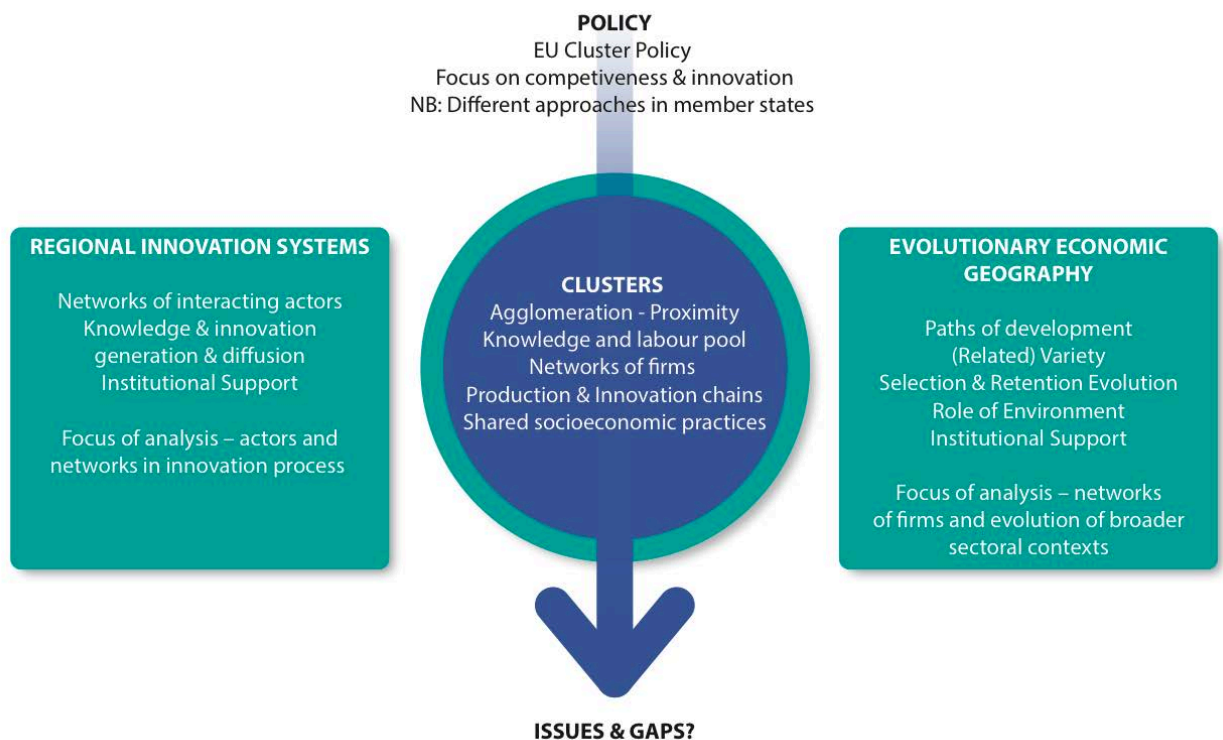 POLICY
EU Cluster Policy
Focus on competiveness & innovation
NB: Different approaches in member states
REGIONAL INNOVATION SYSTEMS
Networks of interacting actors
Knowledge & innovation
generation & diffusion
Institutional Support
Focus of analysis – actors and
networks in innovation process
CLUSTERS
Agglomeration - Proximity
Knowledge and labour pool
Networks of firms
Production & Innovation chains
Shared socioeconomic practices
EVOLUTIONARY ECONOMIC
GEOGRAPHY
Paths of development
(Related) Variety
Selection & Retention Evolution
Role of Environment
Institutional Support
Focus of analysis – networks
of firms and evolution of broader
sectoral contexts
ISSUES & GAPS?